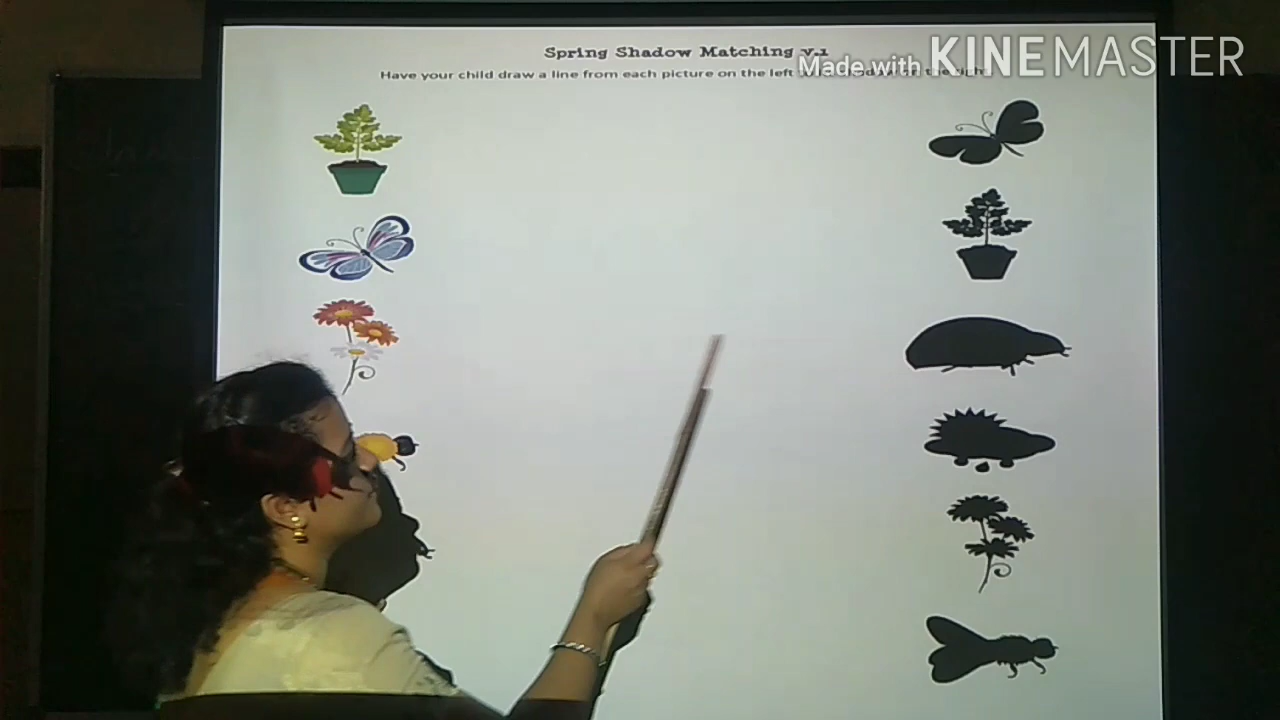 Spring Shadow Matching v.1
Made with KINEMASTER
Have your child draw a line from each picture on the left